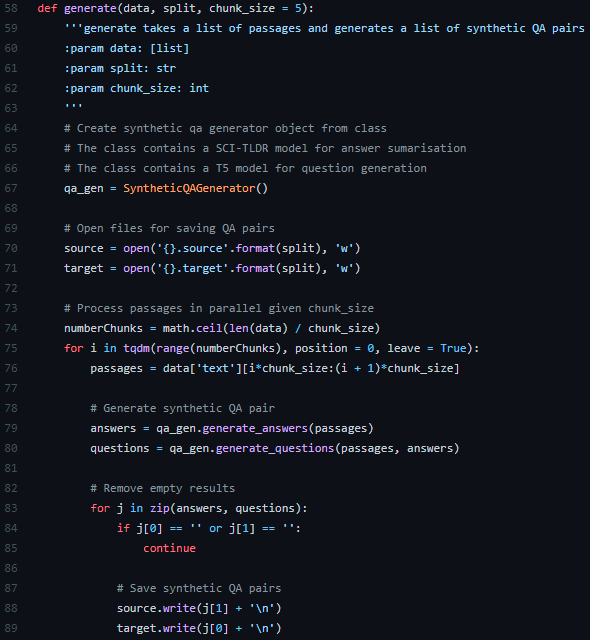 58 def generate(data, split, chunk_size = 5):
59     '''generate takes a list of passages and generates a list of synthetic QA pairs
60     :param data: [list]
61     :param split: str
62     :param chunk_size: int
63     '''
64     # Create synthetic qa generator object from class
65     # The class contains a SCI-TLDR model for answer sumarisation
66     # The class contains a T5 model for question generation
67     qa_gen = SyntheticQAGenerator()
68
69     # Open files for saving QA pairs
70     source = open('{}.source'.format(split), 'w')
71     target = open('{}.target'.format(split), 'w')
72
73     # Process passages in parallel given chunk_size
74     numberChunks = math.ceil(len(data) / chunk_size)
75     for i in tqdm(range(numberChunks), position = 0, leave = True):
76         passages = data['text'][i*chunk_size:(i + 1)*chunk_size]
77
78         # Generate synthetic QA pair
79         answers = qa_gen.generate_answers(passages)
80         questions = qa_gen.generate_questions(passages, answers)
81
82         # Remove empty results
83         for j in zip(answers, questions):
84             if j[0] == '' or j[1] == '':
85                 continue
86
87             # Save synthetic QA pairs
88             source.write(j[1] + '\n')
89             target.write(j[0] + '\n')